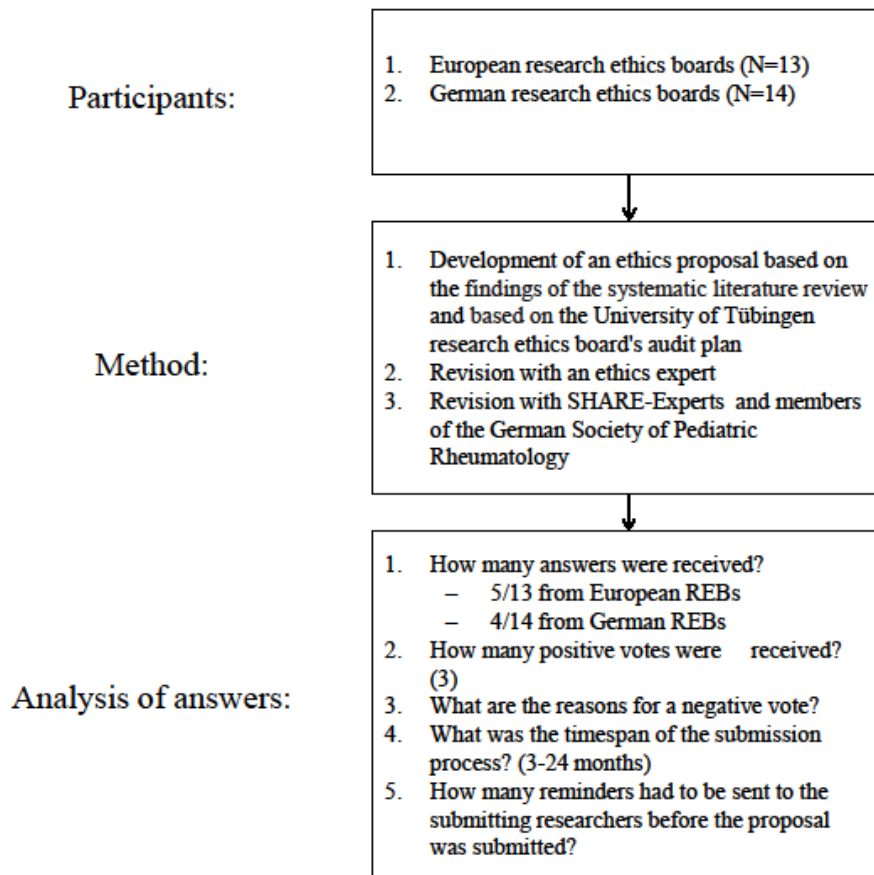 Participants:
1. European research ethics boards (N=13)
2. German research ethics boards (N=14)
Method:
1. Development of an ethics proposal based on
the findings of the systematic literature review
and based on the University of Tübingen
research ethics board's audit plan
2. Revision with an ethics expert
3. Revision with SHARE-Experts and members
of the German Society of Pediatric
Rheumatology
Analysis of answers:
1. How many answers were received?
– 5/13 from European REBs
– 4/14 from German REBs
2. How many positive votes were received?
(3)
3. What are the reasons for a negative vote?
4. What was the timespan of the submission
process? (3-24 months)
5. How many reminders had to be sent to the
submitting researchers before the proposal
was submitted?